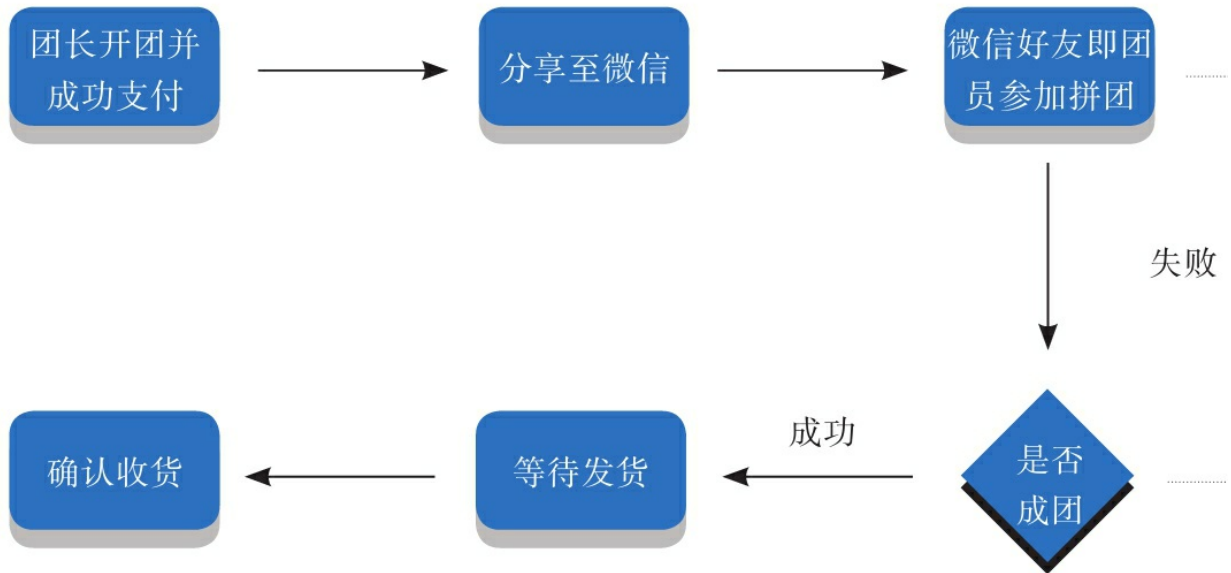 团长开团并
成功支付
分享至微信
微信好友即团
员参加拼团
失败
确认收货
等待发货
成功
是否
成团